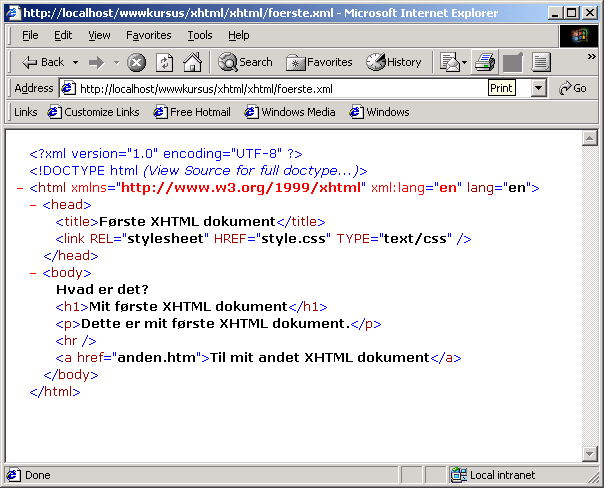 http://localhost/wwwkursus/xhtml/xhtml/foerste.xml - Microsoft Internet Explorer
File Edit View Favorites Tools Help
Back Search Favorites History
Address http://localhost/wwwkursus/xhtml/xhtml/foerste.xml Print Go
Links Customize Links Free Hotmail Windows Media Windows
<?xml version="1.0" encoding="UTF-8" ?>
<!DOCTYPE html (View Source for full doctype...)>
- <html xmlns="http://www.w3.org/1999/xhtml" xml:lang="en" lang="en">
- <head>
<title>Første XHTML dokument</title>
<link REL="stylesheet" HREF="style.css" TYPE="text/css" />
</head>
- <body>
Hvad er det?
<h1>Mit første XHTML dokument</h1>
<p>Dette er mit første XHTML dokument.</p>
<hr />
<a href="anden.htm">Til mit andet XHTML dokument</a>
</body>
</html>
Done Local intranet